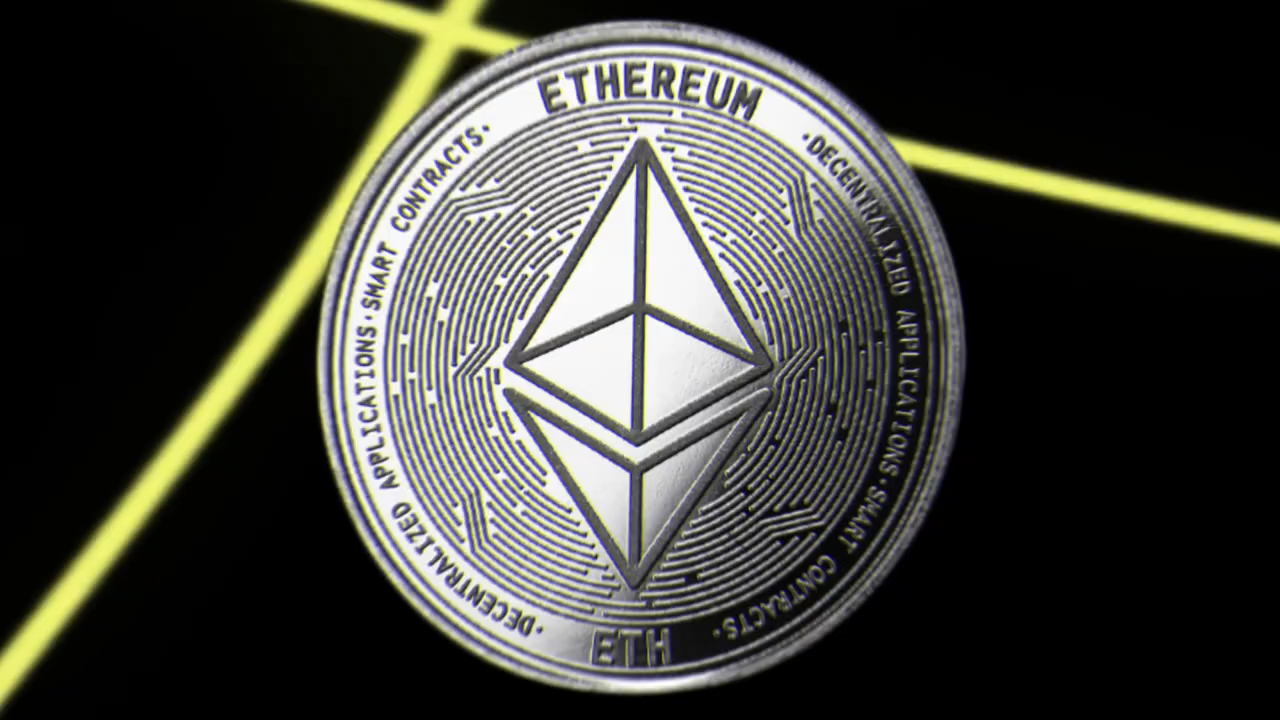 ETHEREUM
·DECENTRALIZED APPLICATIONS·SMART CONTRACTS·
ETH
·DECENTRALIZED APPLICATIONS·SMART CONTRACTS·